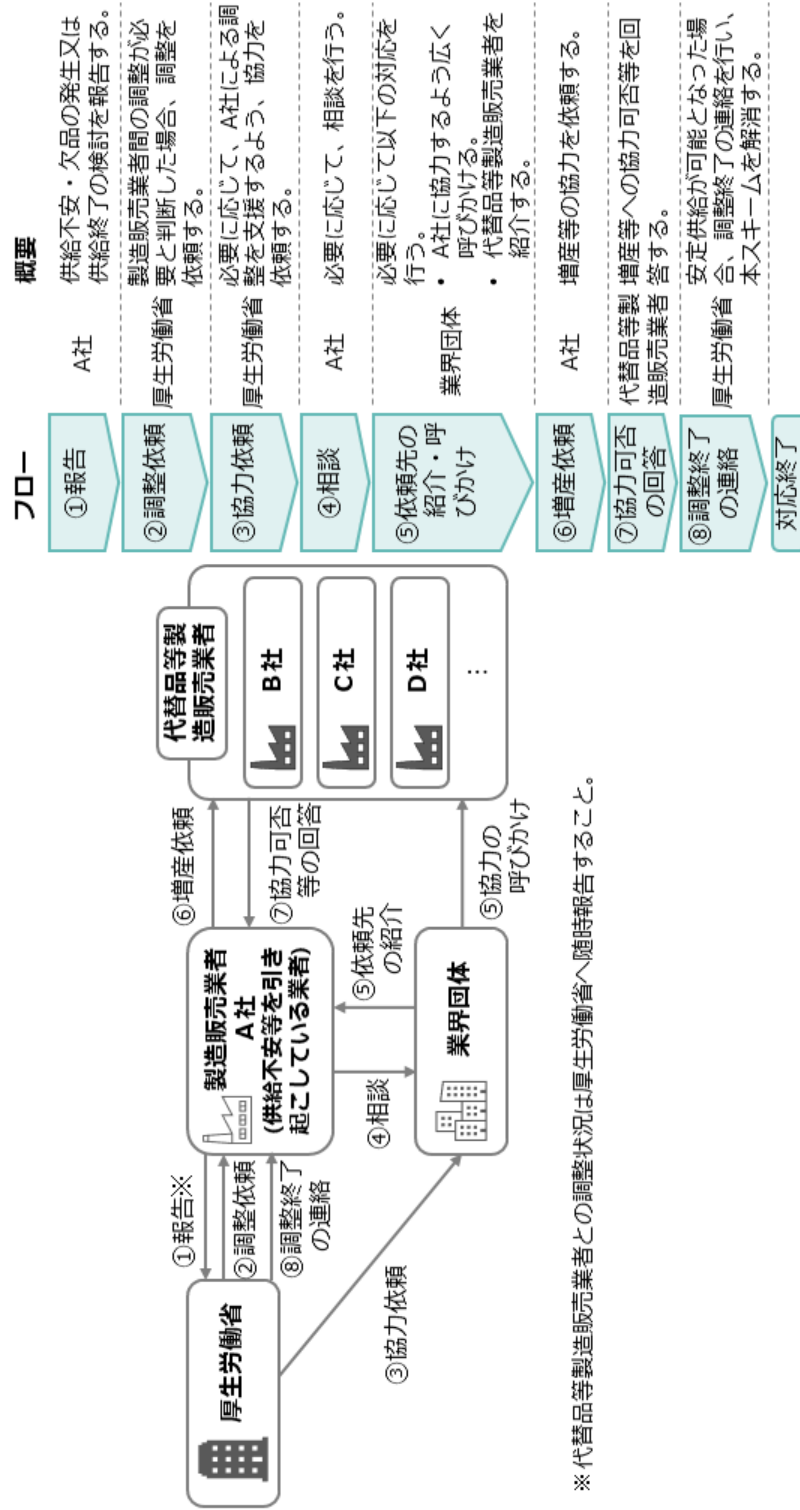 厚生労働省
①報告※
②調整依頼
⑧調整終了
の連絡
③協力依頼
製造販売業者
A社
(供給不安等を引き
起こしている業者)
④相談
⑤依頼先
の紹介
業界団体
⑥増産依頼
⑦協力可否
等の回答
⑤協力の
呼びかけ
代替品等製
造販売業者
B社
C社
D社
…
※代替品等製造販売業者との調整状況は厚生労働省へ随時報告すること。
フロー
概要
①報告
A社
供給不安・欠品の発生又は
供給終了の検討を報告する。
②調整依頼
厚生労働省
製造販売業者間の調整が必
要と判断した場合、調整を
依頼する。
③協力依頼
厚生労働省
必要に応じて、A社による調
整を支援するよう、協力を
依頼する。
④相談
A社
必要に応じて、相談を行う。
⑤依頼先の
紹介・呼
びかけ
業界団体
必要に応じて以下の対応を
行う。
• A社に協力するよう広く
呼びかける。
• 代替品等製造販売業者を
紹介する。
⑥増産依頼
A社
増産等の協力を依頼する。
⑦協力可否
の回答
代替品等製
造販売業者
増産等への協力可否等を回
答する。
⑧調整終了
の連絡
厚生労働省
安定供給が可能となった場
合、調整終了の連絡を行い、
本スキームを解消する。
対応終了